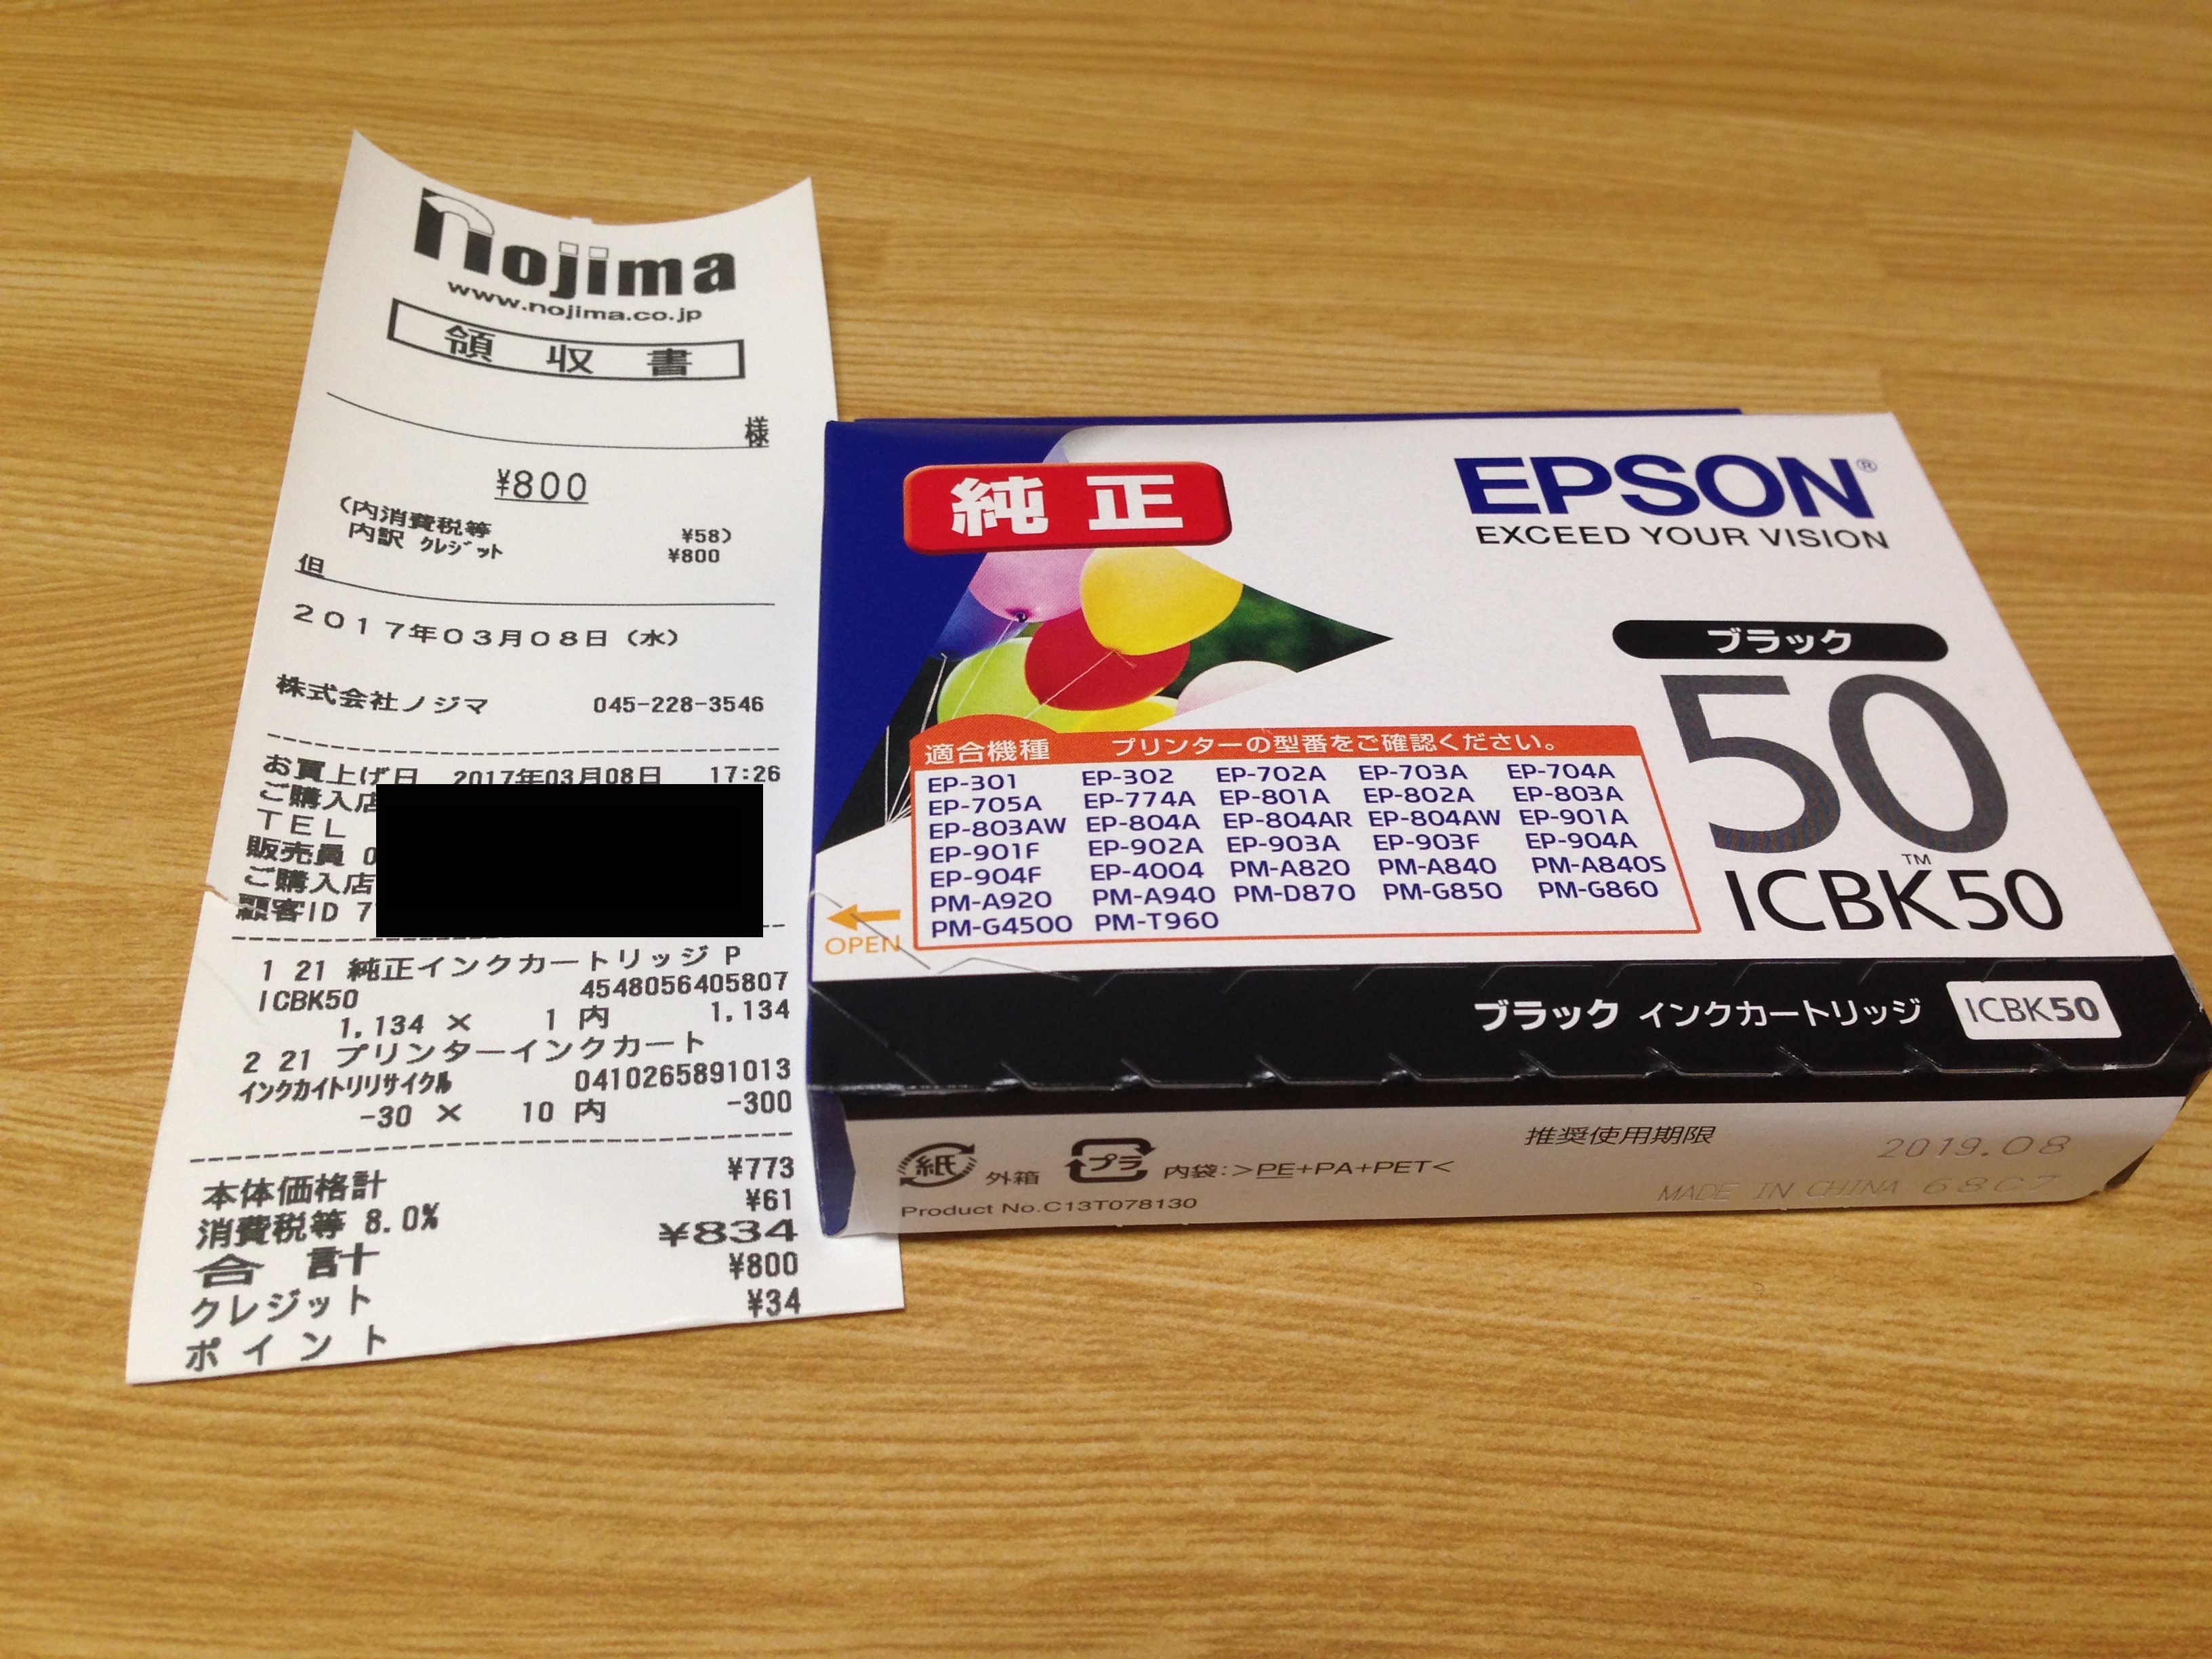 nojima
www.nojima.co.jp
領収書
様
¥800
(内消費税等 ¥58)
内訳 クレジット ¥800
但
2017年03月08日(水)
株式会社ノジマ 045-228-3546
お買上げ日 2017年03月08日 17:26
ご購入店
TEL
販売員 0
ご購入店
顧客ID 7
1 21 純正インクカートリッジ P
ICBK50 4548056405807
1,134 × 1 内 1,134
2 21 プリンターインクカート
インクカイトリリサイクル 0410265891013
-30 × 10 内 -300
本体価格計 ¥773
消費税等 8.0% ¥61
合計 ¥834
クレジット ¥800
ポイント ¥34
純正
EPSON®
EXCEED YOUR VISION
ブラック
50
ICBK50™
適合機種 プリンターの型番をご確認ください。
EP-301 EP-302 EP-702A EP-703A EP-704A
EP-705A EP-774A EP-801A EP-802A EP-803A
EP-803AW EP-804A EP-804AR EP-804AW EP-901A
EP-901F EP-902A EP-903A EP-903F EP-904A
EP-904F EP-4004 PM-A820 PM-A840 PM-A840S
PM-A920 PM-A940 PM-D870 PM-G850 PM-G860
PM-G4500 PM-T960
OPEN
ブラック インクカートリッジ ICBK50
紙 外箱 プラ 内袋:>PE+PA+PET<
推奨使用期限 2019.08
MADE IN CHINA 68C7
Product No.C13T078130